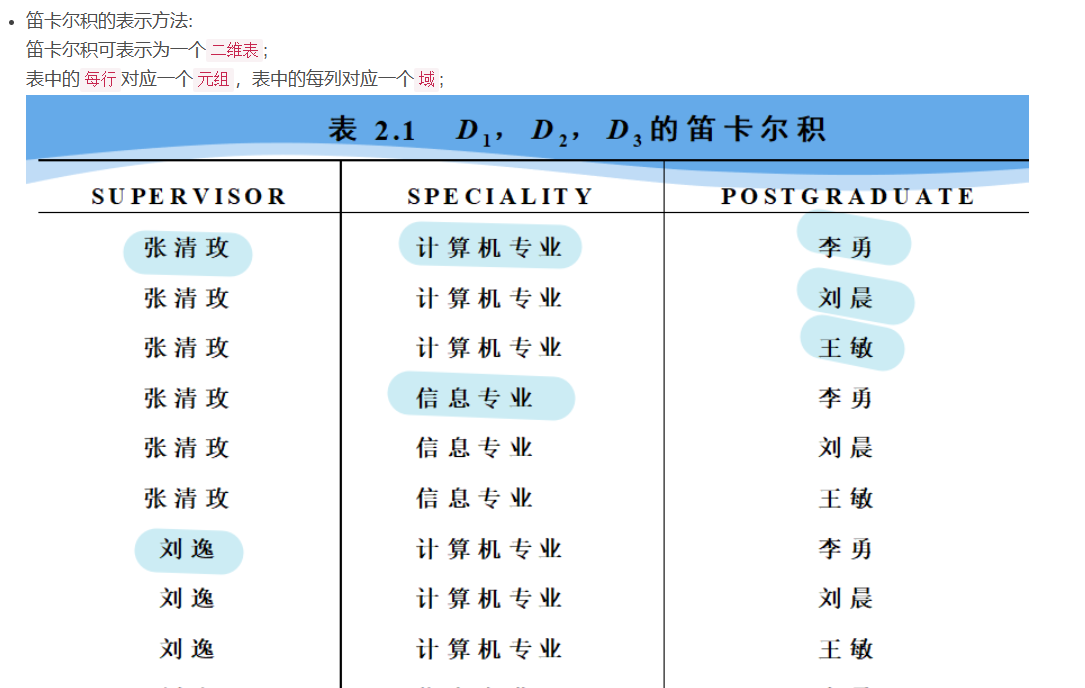 笛卡尔积的表示方法:
笛卡尔积可表示为一个 二维表 ;
表中的 每行 对应一个 元组 ，表中的每列对应一个 域 ;
表 2.1 D1， D2， D3的笛卡尔积
SUPERVISOR SPECIALITY POSTGRADUATE
张清玫 计算机专业 李勇
张清玫 计算机专业 刘晨
张清玫 计算机专业 王敏
张清玫 信息专业 李勇
张清玫 信息专业 刘晨
张清玫 信息专业 王敏
刘逸 计算机专业 李勇
刘逸 计算机专业 刘晨
刘逸 计算机专业 王敏